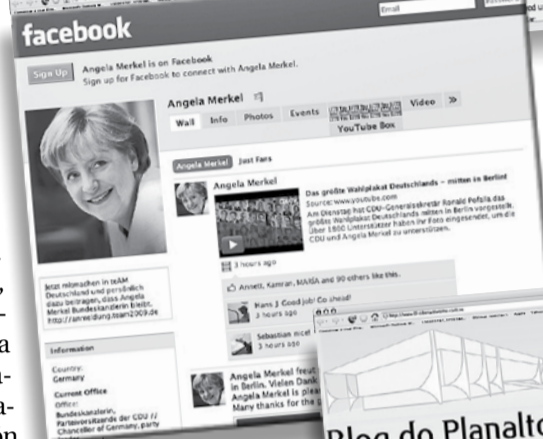 facebook
Email
Sign Up
Angela Merkel is on Facebook
Sign up for Facebook to connect with Angela Merkel.
Angela Merkel
Wall Info Photos Events Video »
YouTube Box
Angela Merkel Just Fans
Angela Merkel
Das größte Wahlplakat Deutschlands – mitten in Berlin!
Source: www.youtube.com
Am Dienstag hat CDU-Generalsekretär Ronald Pofalla das
größte Wahlplakat Deutschlands mitten in Berlin vorgestellt.
Über 1800 Unterstützer haben ihr Foto eingesendet, um die
CDU und Angela Merkel zu unterstützen.
3 hours ago
Annett, Kamran, MARIA and 90 others like this.
Hans J Good job! Go ahead!
3 hours ago
Sebastian nice!
3 hours ago
Jetzt mitmachen in teAM
Deutschland und persönlich
dazu beitragen, dass Angela
Merkel Bundeskanzlerin bleibt.
http://anmeldung.team2009.de
Information
Country:
Germany
Current Office
Office:
Bundeskanzlerin,
Parteivorsitzende der CDU //
Chancellor of Germany, party
Angela Merkel freut
in Berlin. Vielen Dank
Angela Merkel is pleas
Many thanks for the g
Blog do Planalto